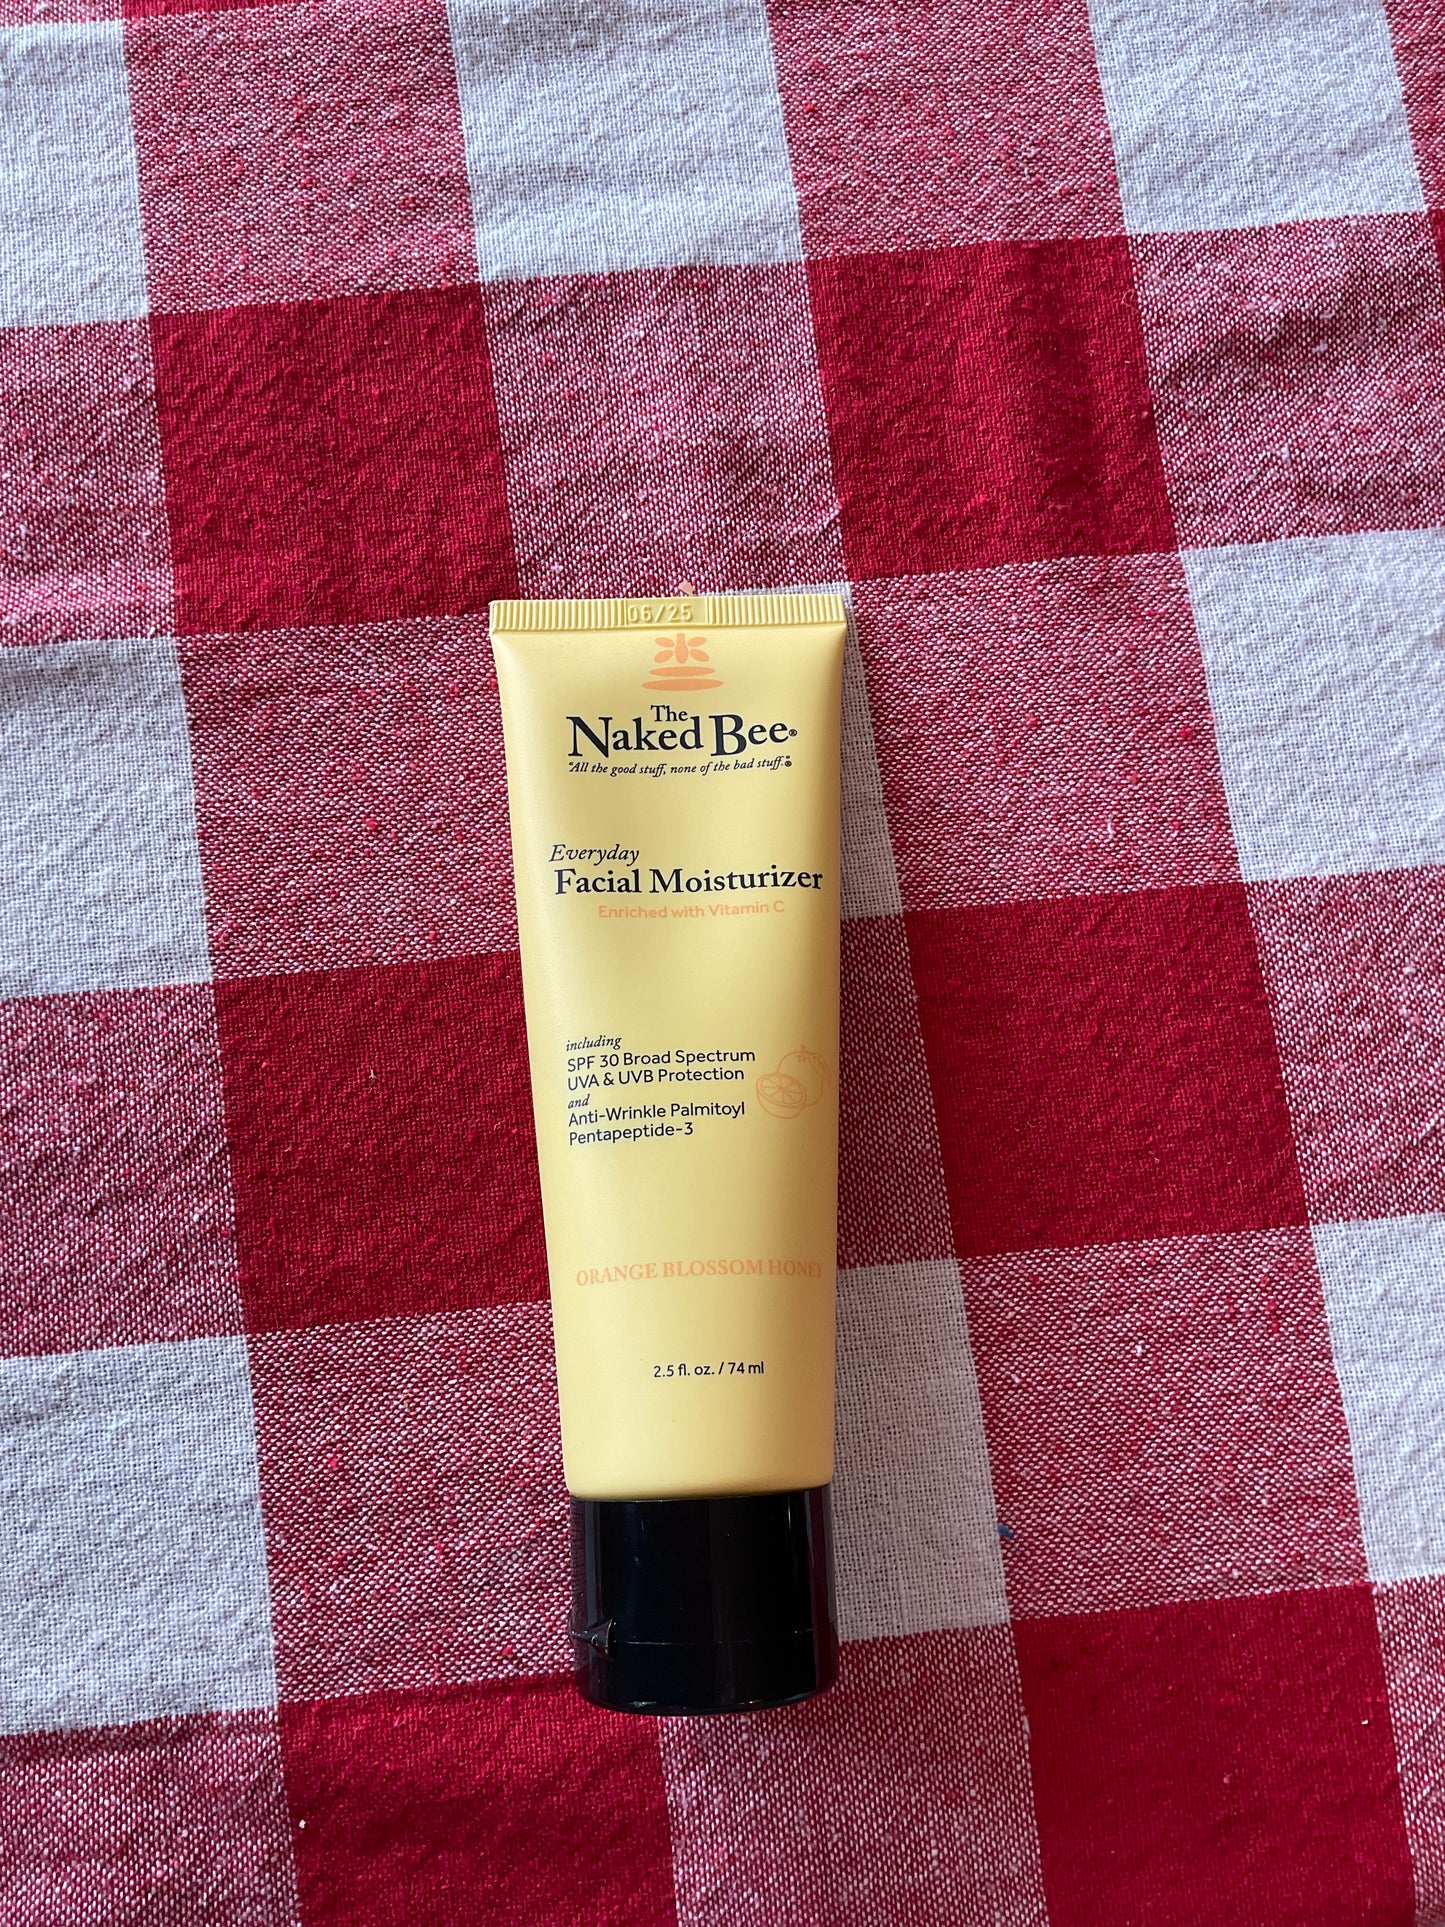 06/25
The
Naked Bee®
"All the good stuff, none of the bad stuff."®
Everyday
Facial Moisturizer
Enriched with Vitamin C
including
SPF 30 Broad Spectrum
UVA & UVB Protection
and
Anti-Wrinkle Palmitoyl
Pentapeptide-3
ORANGE BLOSSOM HONEY
2.5 fl. oz. / 74 ml